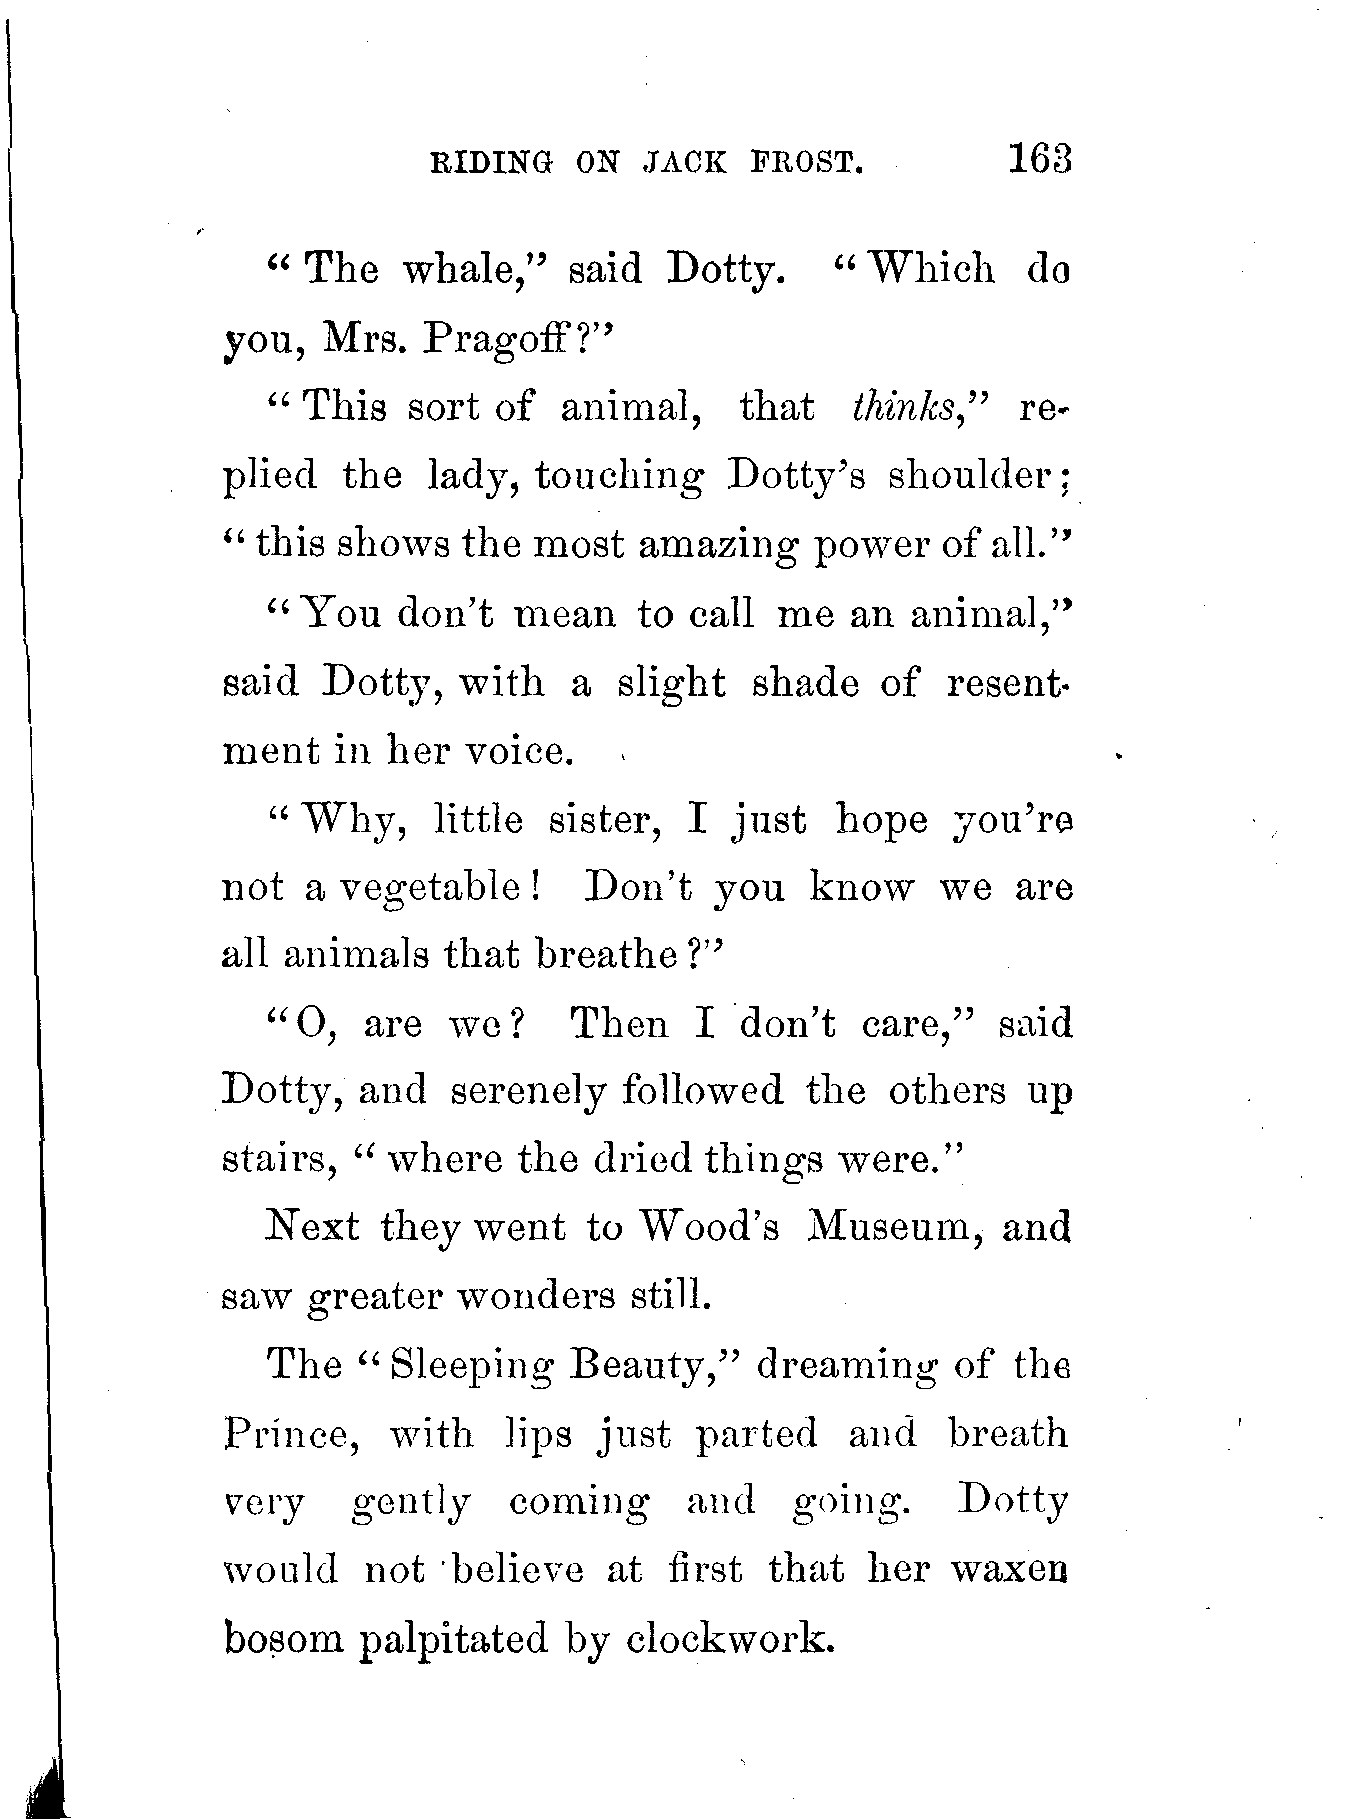 RIDING ON JACK FROST. 163
“The whale,” said Dotty. “Which do
you, Mrs. Pragoff?”
“This sort of animal, that thinks,” re-
plied the lady, touching Dotty’s shoulder;
“this shows the most amazing power of all.”
“You don’t mean to call me an animal,”
said Dotty, with a slight shade of resent-
ment in her voice.
“Why, little sister, I just hope you’re
not a vegetable! Don’t you know we are
all animals that breathe?”
“O, are we? Then I don’t care,” said
Dotty, and serenely followed the others up
stairs, “where the dried things were.”
Next they went to Wood’s Museum, and
saw greater wonders still.
The “Sleeping Beauty,” dreaming of the
Prince, with lips just parted and breath
very gently coming and going. Dotty
would not believe at first that her waxen
bosom palpitated by clockwork.